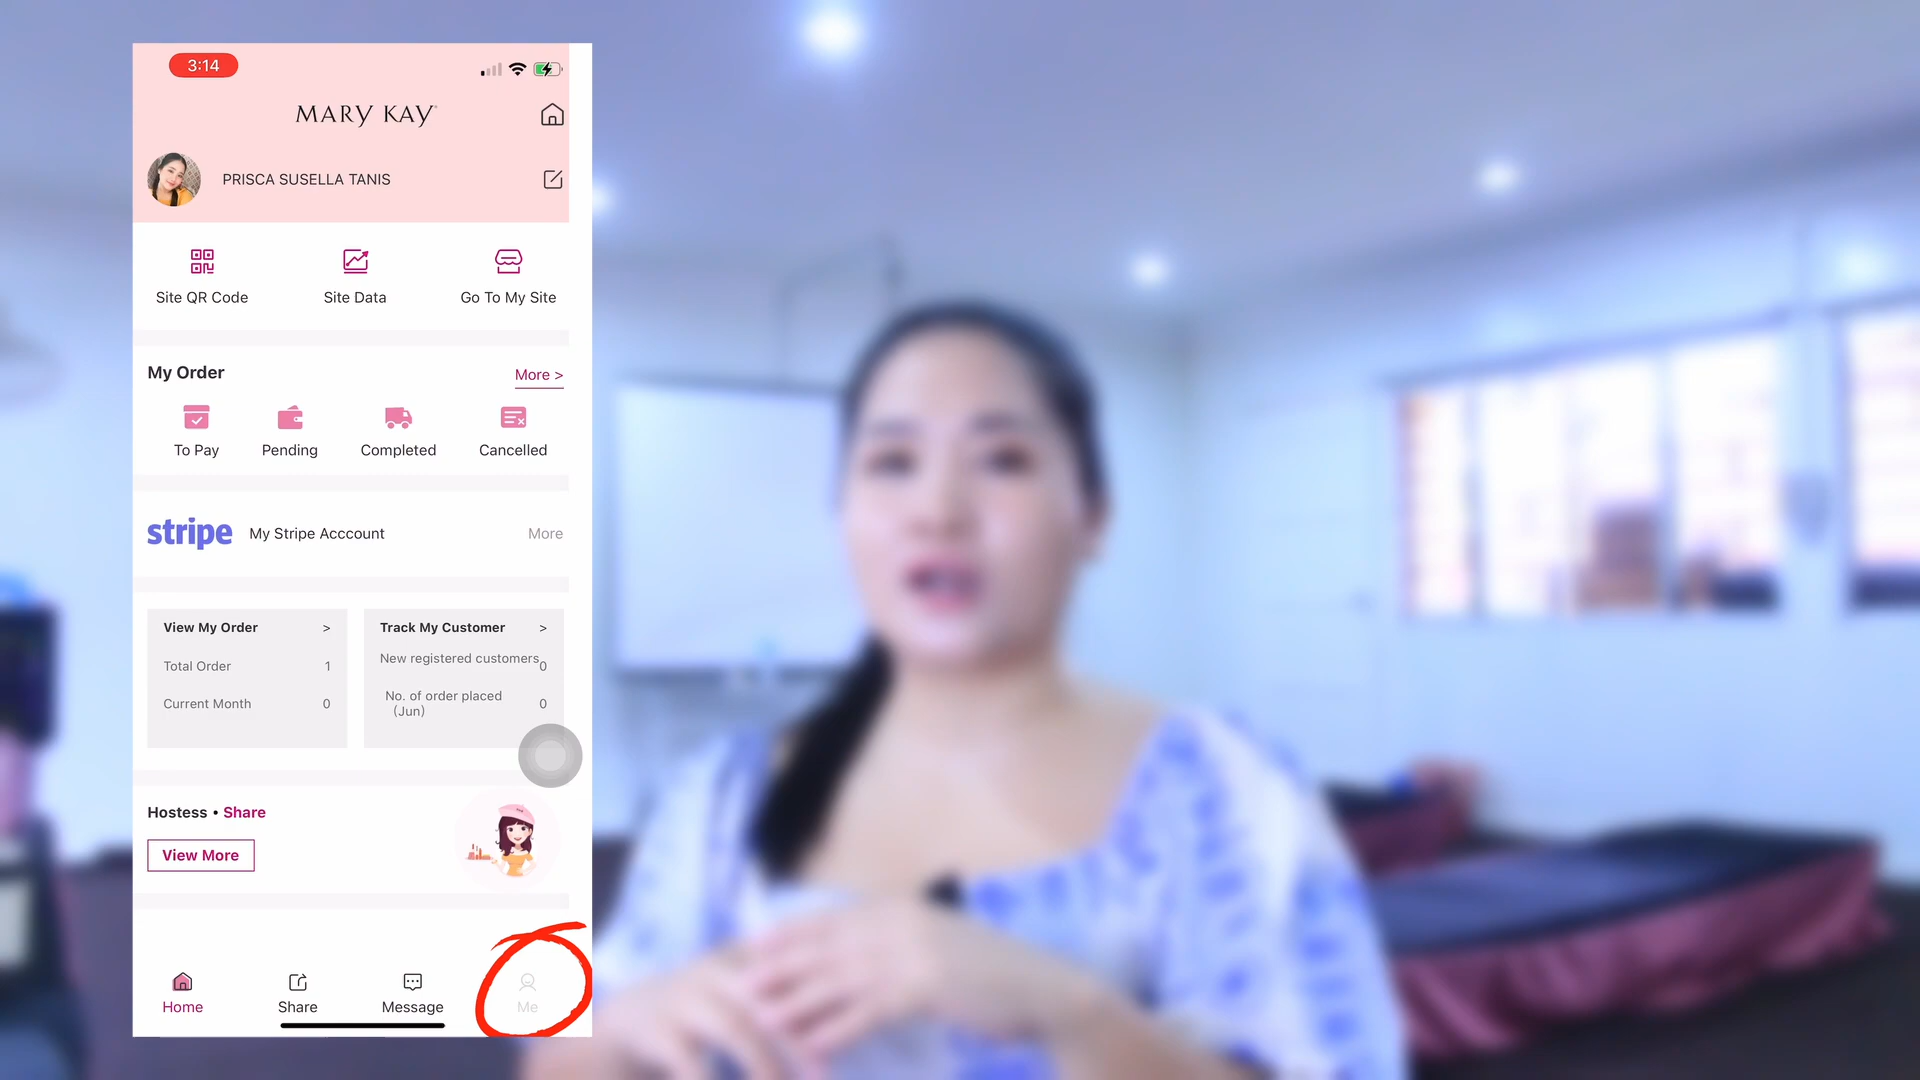 3:14
MARY KAY
PRISCA SUSELLA TANIS
Site QR Code
Site Data
Go To My Site
My Order
More >
To Pay
Pending
Completed
Cancelled
stripe
My Stripe Acccount
More
View My Order >
Total Order 1
Current Month 0
Track My Customer >
New registered customers 0
No. of order placed 0
(Jun)
Hostess • Share
View More
Home
Share
Message
Me